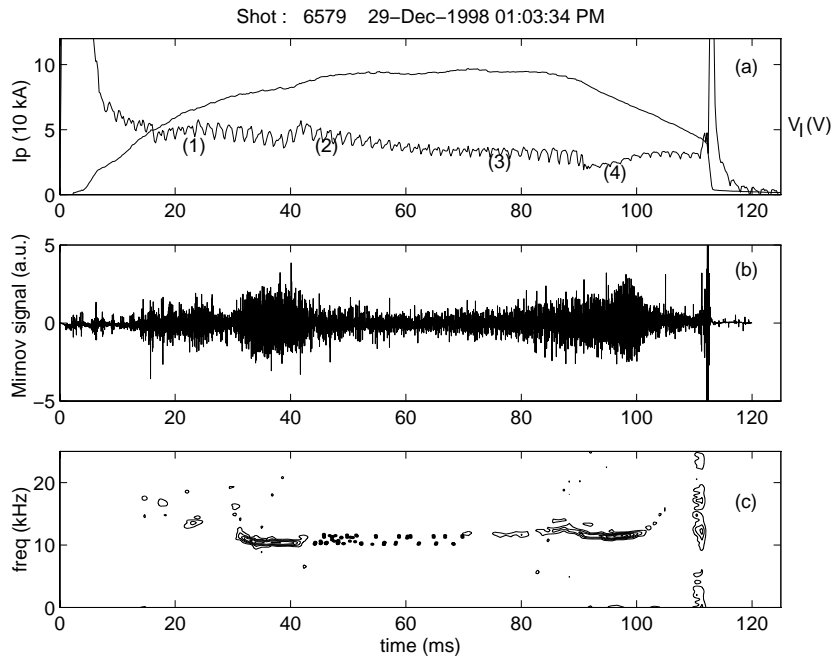 Shot :   6579    29−Dec−1998 01:03:34 PM
Ip (10 kA)
10
5
0
(a)
(1)
(2)
(3)
(4)
V_l (V)
0 20 40 60 80 100 120
Mirnov signal (a.u.)
5
0
−5
(b)
0 20 40 60 80 100 120
freq (kHz)
20
10
0
(c)
0 20 40 60 80 100 120
time (ms)